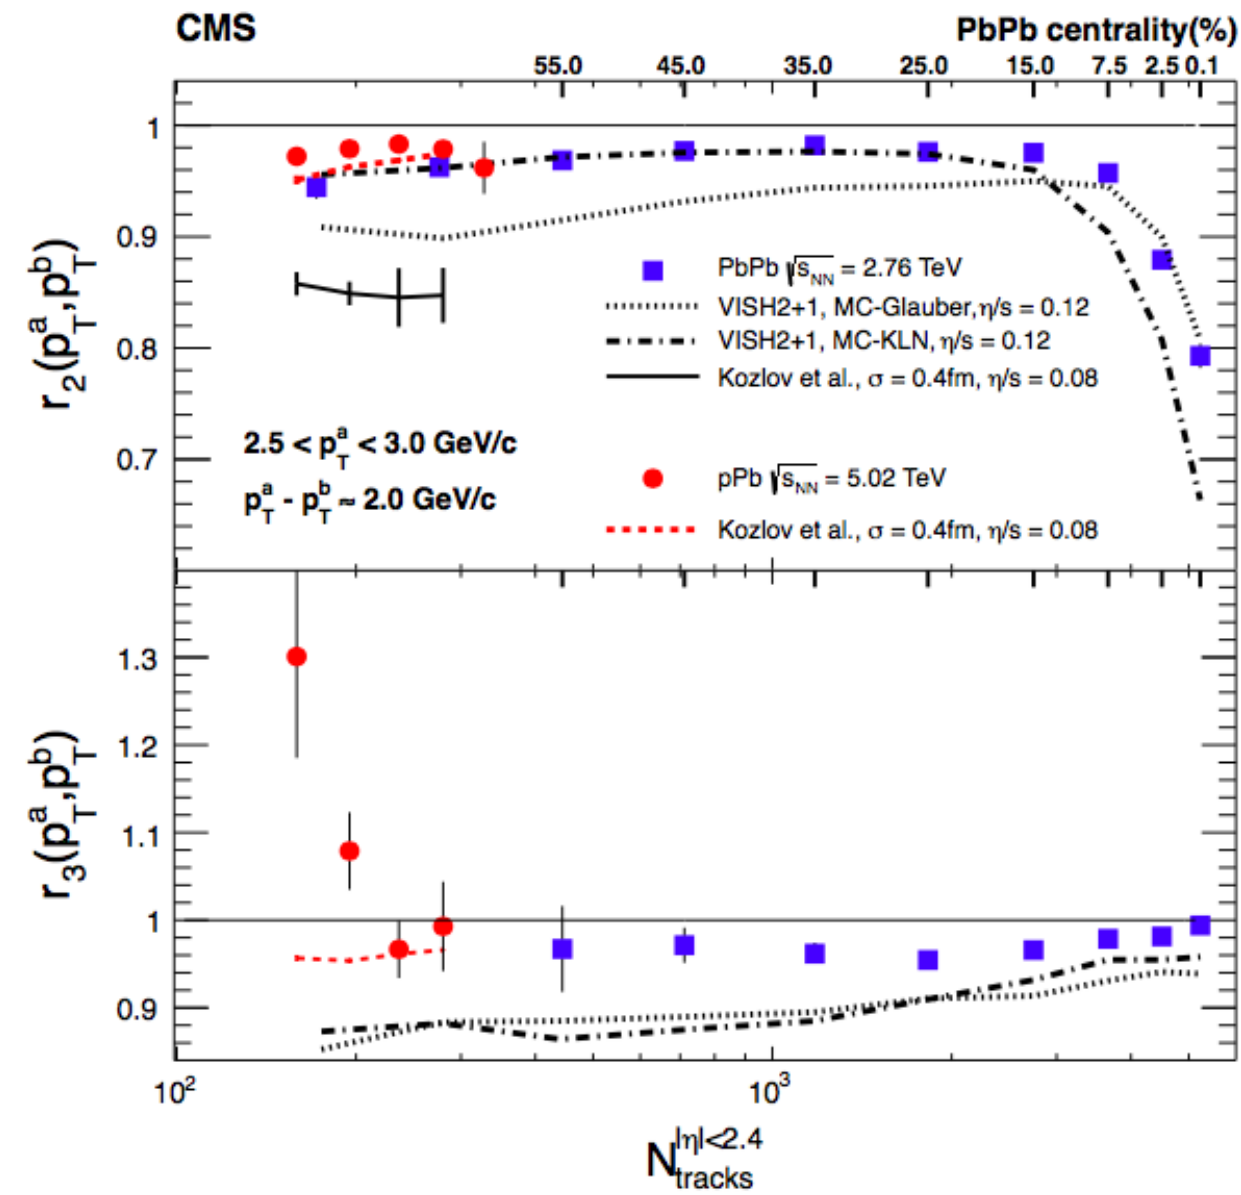 CMS PbPb centrality(%)
55.0 45.0 35.0 25.0 15.0 7.5 2.5 0.1
1
0.9
0.8
0.7
r₂(pᵀᵃ,pᵀᵇ)
PbPb √sNN = 2.76 TeV
VISH2+1, MC-Glauber,η/s = 0.12
VISH2+1, MC-KLN, η/s = 0.12
Kozlov et al., σ = 0.4fm, η/s = 0.08
2.5 < pᵀᵃ < 3.0 GeV/c
pᵀᵃ - pᵀᵇ ≈ 2.0 GeV/c
pPb √sNN = 5.02 TeV
Kozlov et al., σ = 0.4fm, η/s = 0.08
1.3
1.2
1.1
1
0.9
r₃(pᵀᵃ,pᵀᵇ)
10² 10³
N|η|<2.4 tracks